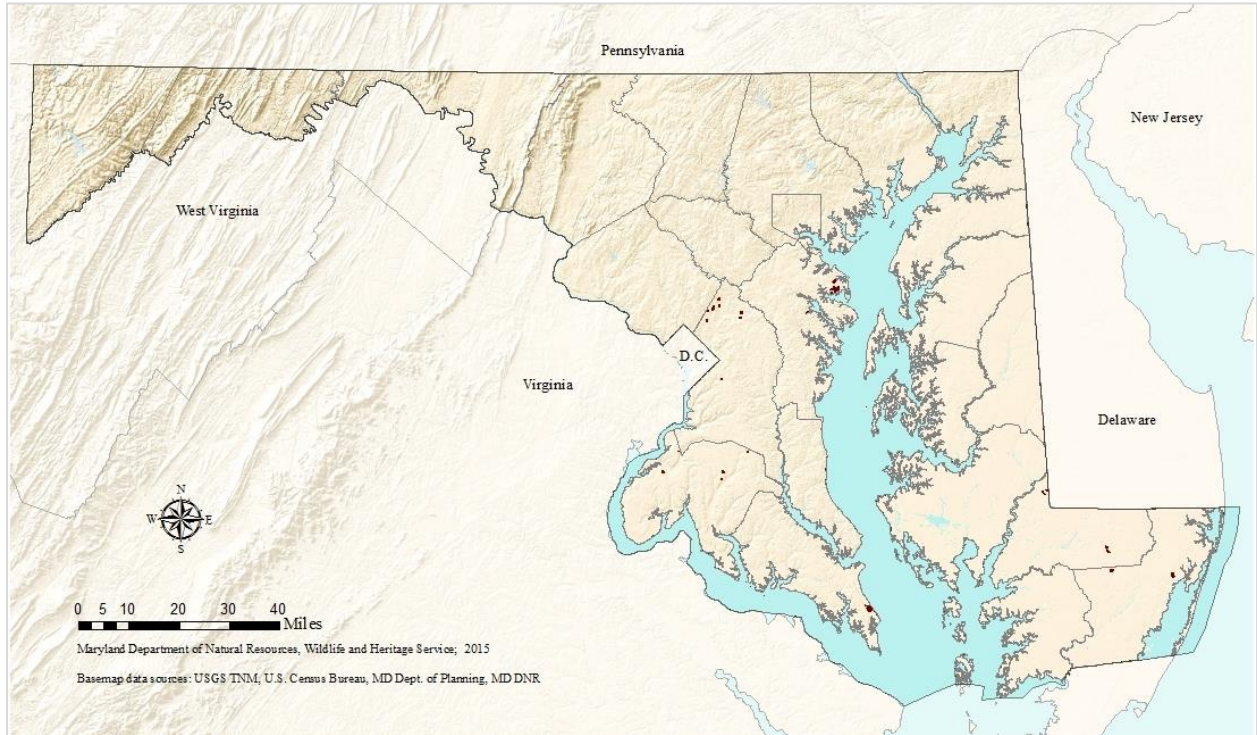 Pennsylvania
New Jersey
West Virginia
D.C.
Virginia
Delaware
N
W E
S
0 5 10 20 30 40
Miles
Maryland Department of Natural Resources, Wildlife and Heritage Service; 2015
Basemap data sources: USGS TNM, U.S. Census Bureau, MD Dept. of Planning, MD DNR